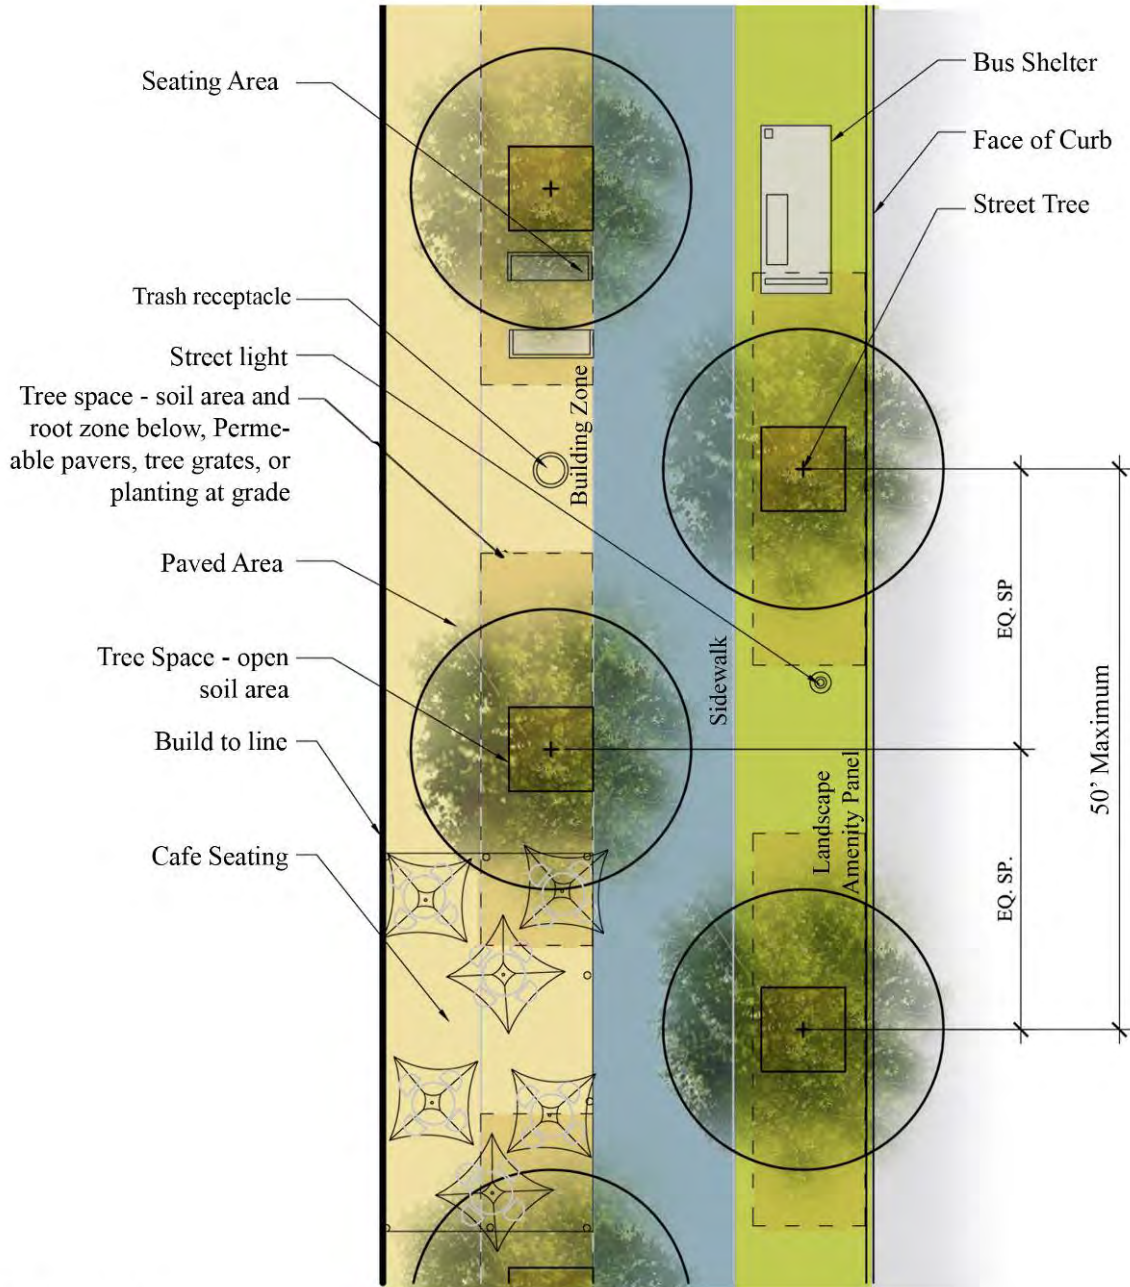 Seating Area
Trash receptacle
Street light
Tree space - soil area and
root zone below, Perme-
able pavers, tree grates, or
planting at grade
Paved Area
Tree Space - open
soil area
Build to line
Cafe Seating
Building Zone
Sidewalk
Landscape
Amenity Panel
Bus Shelter
Face of Curb
Street Tree
EQ. SP
EQ. SP.
50’ Maximum